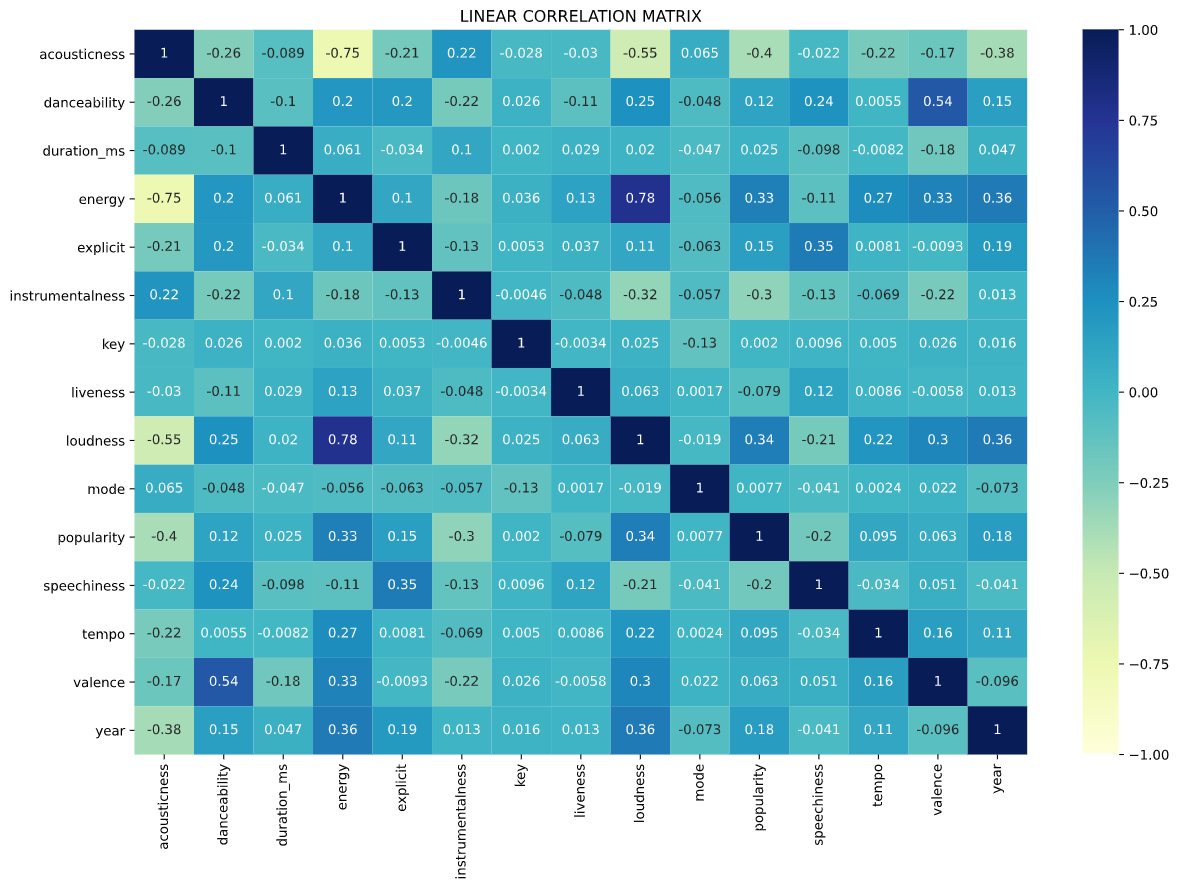 LINEAR CORRELATION MATRIX
acousticness 1 -0.26 -0.089 -0.75 -0.21 0.22 -0.028 -0.03 -0.55 0.065 -0.4 -0.022 -0.22 -0.17 -0.38
danceability -0.26 1 -0.1 0.2 0.2 -0.22 0.026 -0.11 0.25 -0.048 0.12 0.24 0.0055 0.54 0.15
duration_ms -0.089 -0.1 1 0.061 -0.034 0.1 0.002 0.029 0.02 -0.047 0.025 -0.098 -0.0082 -0.18 0.047
energy -0.75 0.2 0.061 1 0.1 -0.18 0.036 0.13 0.78 -0.056 0.33 -0.11 0.27 0.33 0.36
explicit -0.21 0.2 -0.034 0.1 1 -0.13 0.0053 0.037 0.11 -0.063 0.15 0.35 0.0081 -0.0093 0.19
instrumentalness 0.22 -0.22 0.1 -0.18 -0.13 1 -0.0046 -0.048 -0.32 -0.057 -0.3 -0.13 -0.069 -0.22 0.013
key -0.028 0.026 0.002 0.036 0.0053 -0.0046 1 -0.0034 0.025 -0.13 0.002 0.0096 0.005 0.026 0.016
liveness -0.03 -0.11 0.029 0.13 0.037 -0.048 -0.0034 1 0.063 0.0017 -0.079 0.12 0.0086 -0.0058 0.013
loudness -0.55 0.25 0.02 0.78 0.11 -0.32 0.025 0.063 1 -0.019 0.34 -0.21 0.22 0.3 0.36
mode 0.065 -0.048 -0.047 -0.056 -0.063 -0.057 -0.13 0.0017 -0.019 1 0.0077 -0.041 0.0024 0.022 -0.073
popularity -0.4 0.12 0.025 0.33 0.15 -0.3 0.002 -0.079 0.34 0.0077 1 -0.2 0.095 0.063 0.18
speechiness -0.022 0.24 -0.098 -0.11 0.35 -0.13 0.0096 0.12 -0.21 -0.041 -0.2 1 -0.034 0.051 -0.041
tempo -0.22 0.0055 -0.0082 0.27 0.0081 -0.069 0.005 0.0086 0.22 0.0024 0.095 -0.034 1 0.16 0.11
valence -0.17 0.54 -0.18 0.33 -0.0093 -0.22 0.026 -0.0058 0.3 0.022 0.063 0.051 0.16 1 -0.096
year -0.38 0.15 0.047 0.36 0.19 0.013 0.016 0.013 0.36 -0.073 0.18 -0.041 0.11 -0.096 1
acousticness
danceability
duration_ms
energy
explicit
instrumentalness
key
liveness
loudness
mode
popularity
speechiness
tempo
valence
year
1.00
0.75
0.50
0.25
0.00
−0.25
−0.50
−0.75
−1.00